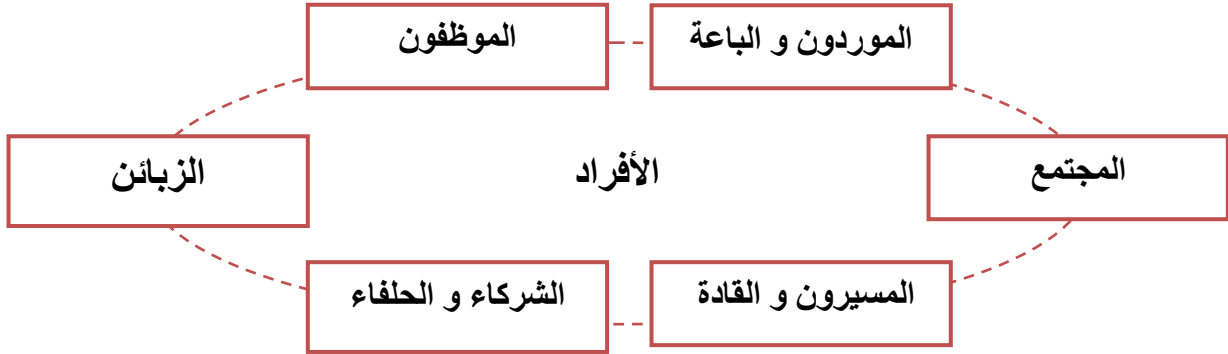 الموردون و الباعة
الموظفون
المجتمع
الأفراد
الزبائن
المسيرون و القادة
الشركاء و الحلفاء